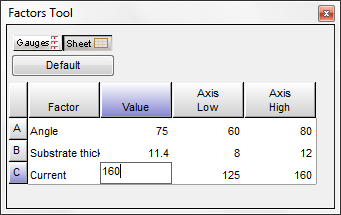 Factors Tool
Gauges Sheet
Default
Factor Value Axis Low Axis High
A Angle 75 60 80
B Substrate thick 11.4 8 12
C Current 160 125 160